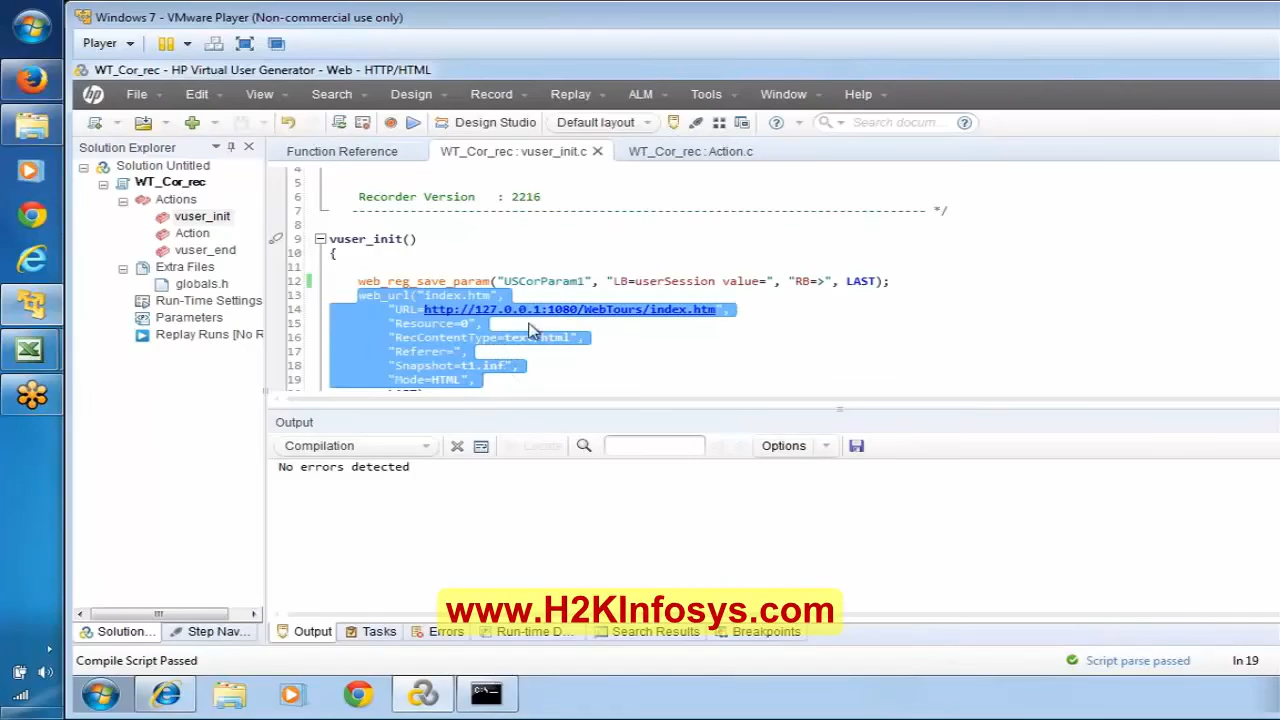 Windows 7 - VMware Player (Non-commercial use only)
Player
WT_Cor_rec - HP Virtual User Generator - Web - HTTP/HTML
hp File Edit View Search Design Record Replay ALM Tools Window Help
Design Studio Default layout Search docum...
Solution Explorer
Function Reference WT_Cor_rec : vuser_init.c WT_Cor_rec : Action.c
Solution Untitled
WT_Cor_rec
Actions
vuser_init
Action
vuser_end
Extra Files
globals.h
Run-Time Settings
Parameters
Replay Runs [No R
4
5
6 Recorder Version : 2216
7 ------------------------------------------------------------------------------- */
8
9 vuser_init()
10 {
11
12 web_reg_save_param("USCorParam1", "LB=userSession value=", "RB=>", LAST);
13 web_url("index.htm",
14 "URL=http://127.0.0.1:1080/WebTours/index.htm",
15 "Resource=0",
16 "RecContentType=text/html",
17 "Referer=",
18 "Snapshot=t1.inf",
19 "Mode=HTML",
Output
Compilation Locate Options
No errors detected
www.H2KInfosys.com
Solution... Step Nav... Output Tasks Errors Run-time D... Search Results Breakpoints
Compile Script Passed Script parse passed ln 19